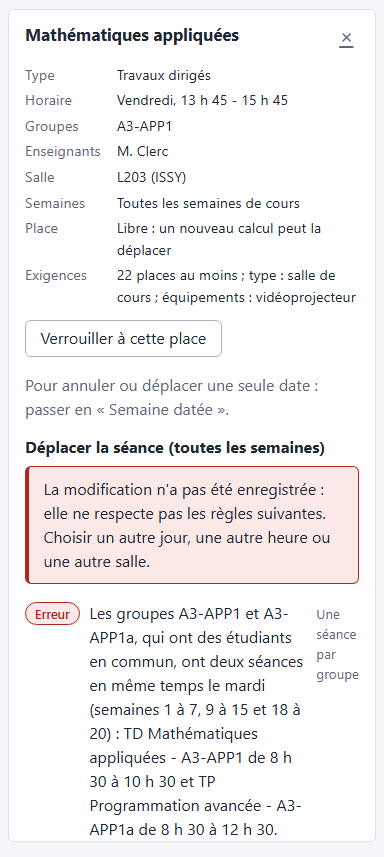 Mathématiques appliquées
×
Type Travaux dirigés
Horaire Vendredi, 13 h 45 - 15 h 45
Groupes A3-APP1
Enseignants M. Clerc
Salle L203 (ISSY)
Semaines Toutes les semaines de cours
Place Libre : un nouveau calcul peut la
déplacer
Exigences 22 places au moins ; type : salle de
cours ; équipements : vidéoprojecteur
Verrouiller à cette place
Pour annuler ou déplacer une seule date :
passer en « Semaine datée ».
Déplacer la séance (toutes les semaines)
La modification n'a pas été enregistrée :
elle ne respecte pas les règles suivantes.
Choisir un autre jour, une autre heure ou
une autre salle.
Erreur
Les groupes A3-APP1 et A3-
APP1a, qui ont des étudiants
en commun, ont deux séances
en même temps le mardi
(semaines 1 à 7, 9 à 15 et 18 à
20) : TD Mathématiques
appliquées - A3-APP1 de 8 h
30 à 10 h 30 et TP
Programmation avancée - A3-
APP1a de 8 h 30 à 12 h 30.
Une
séance
par
groupe